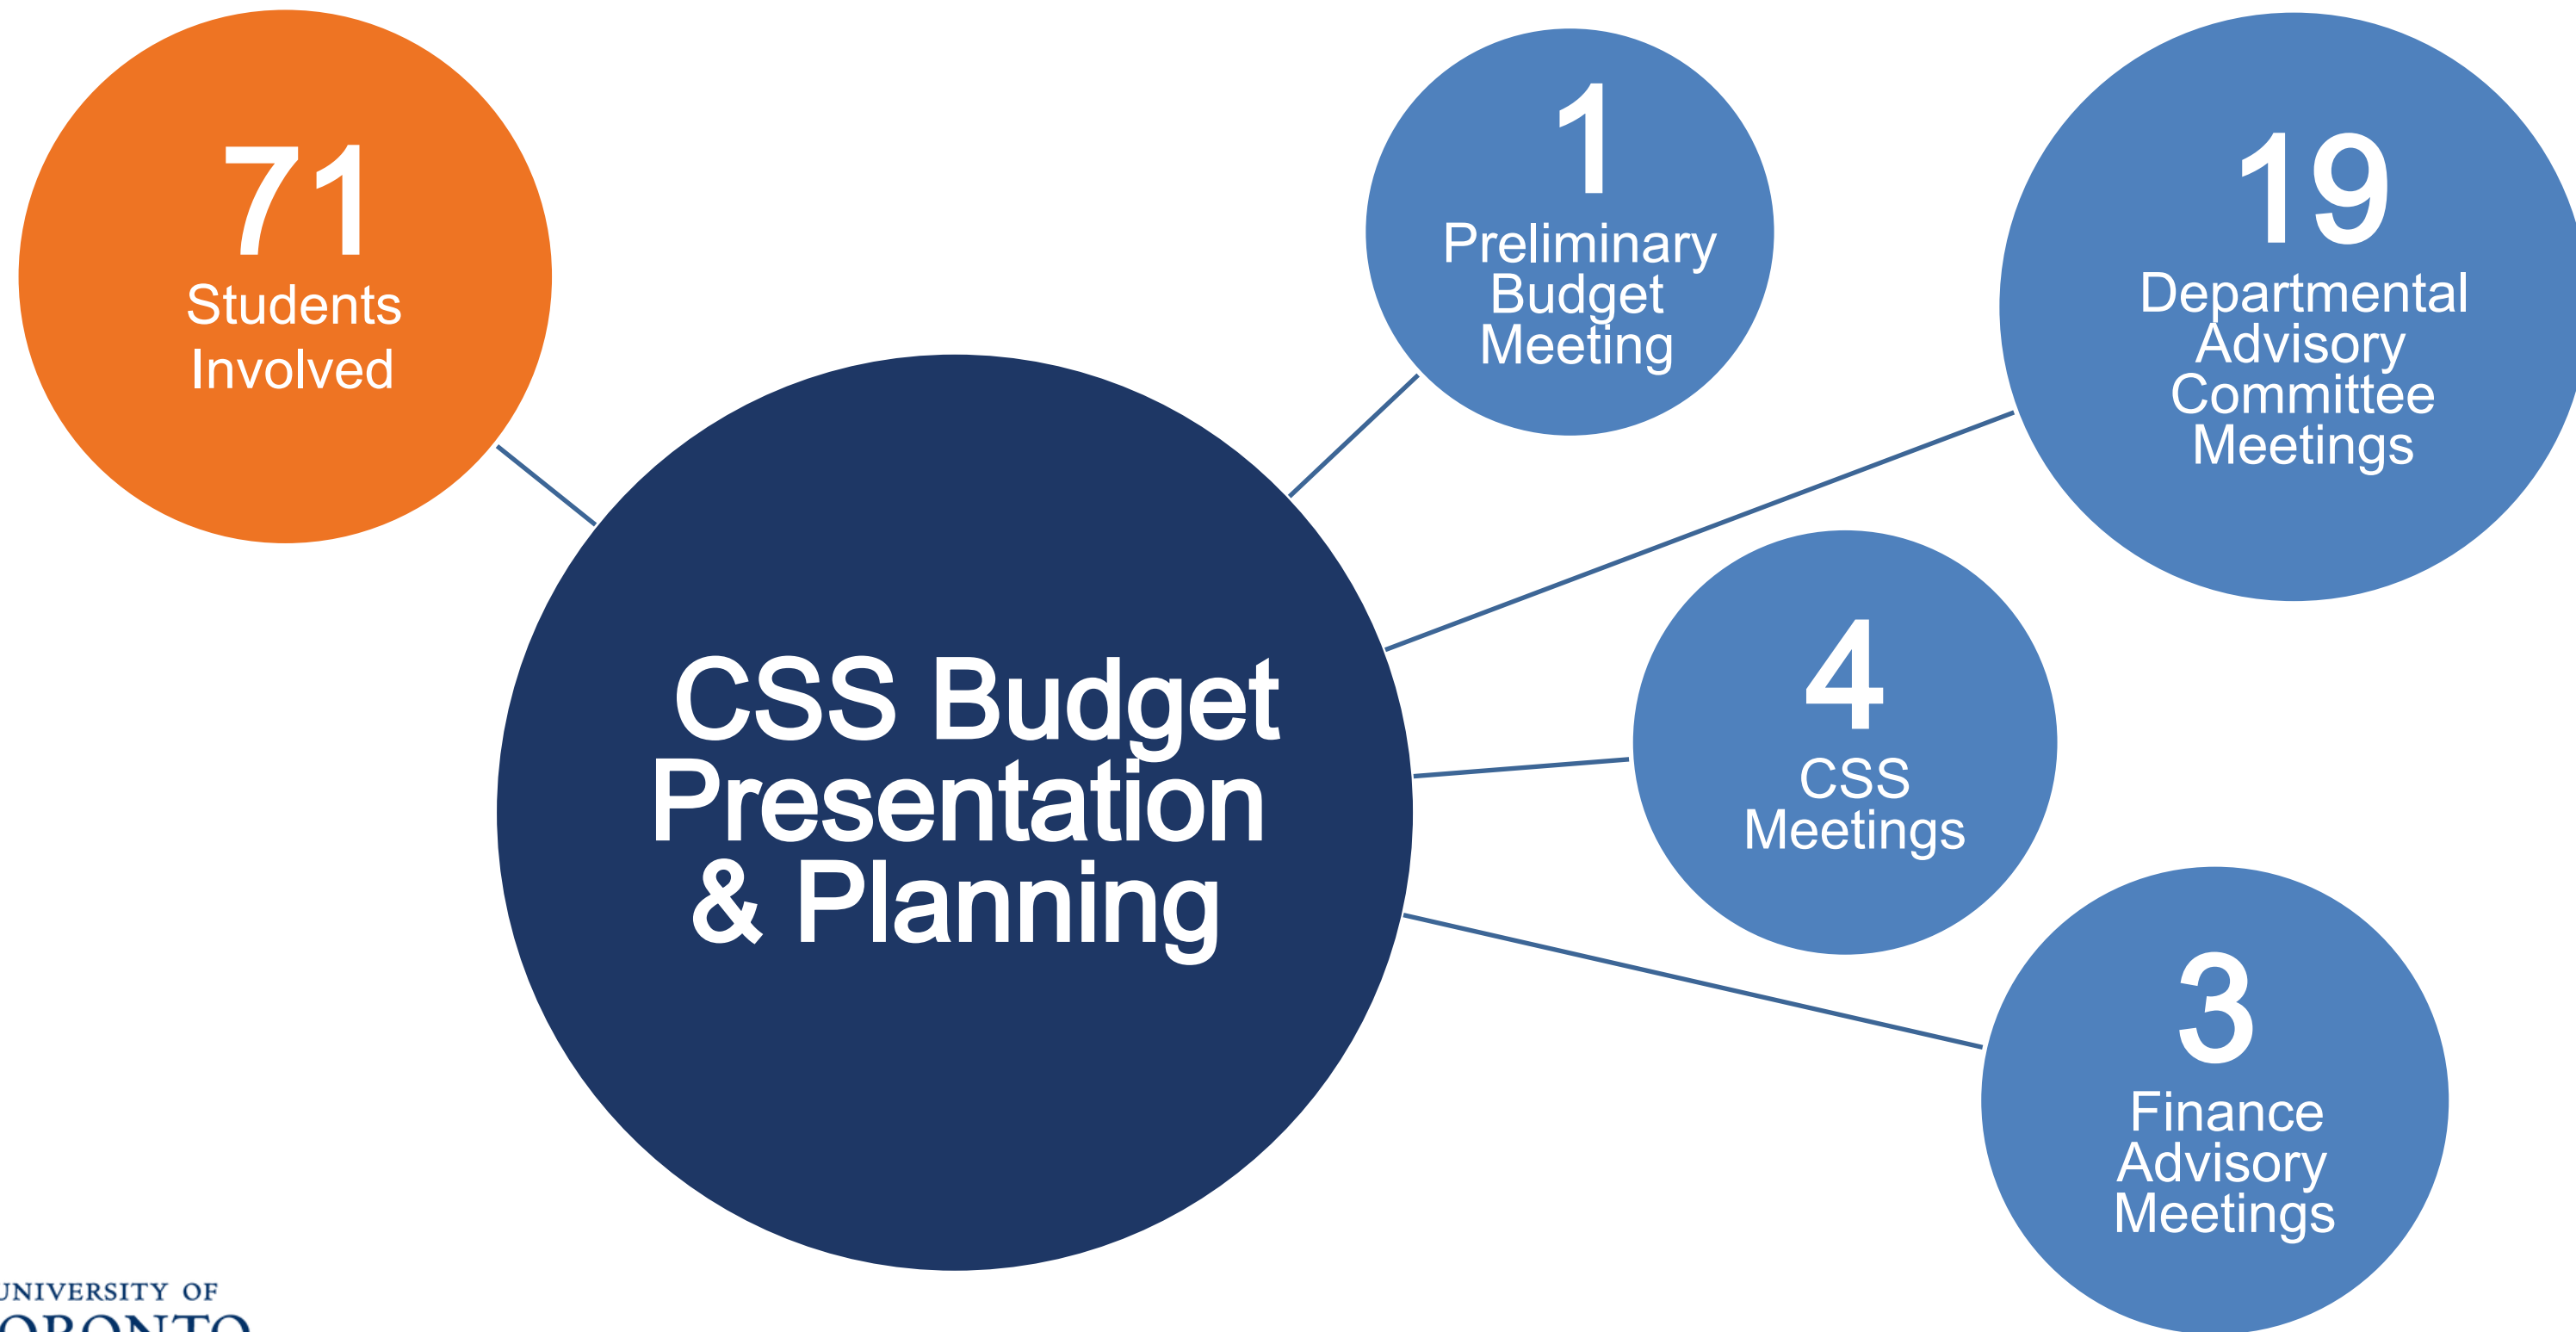 71
Students
Involved
1
Preliminary
Budget
Meeting
19
Departmental
Advisory
Committee
Meetings
CSS Budget
Presentation
& Planning
4
CSS
Meetings
3
Finance
Advisory
Meetings
UNIVERSITY OF